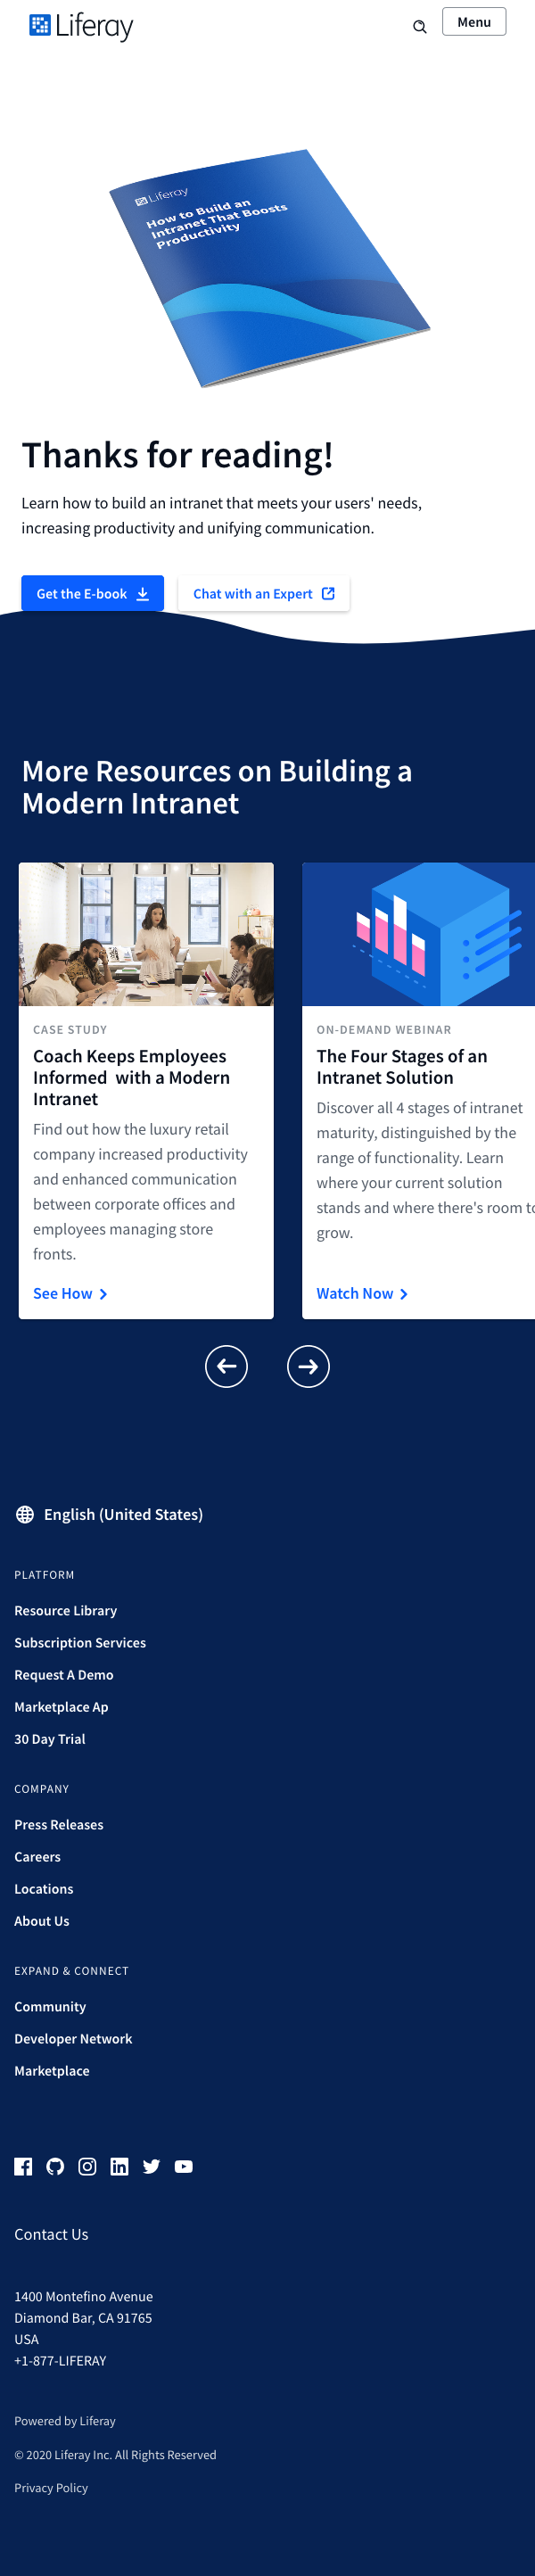 Liferay
Menu
Liferay
How to Build an
Intranet That Boosts
Productivity
Thanks for reading!
Learn how to build an intranet that meets your users' needs,
increasing productivity and unifying communication.
Get the E-book
Chat with an Expert
More Resources on Building a
Modern Intranet
CASE STUDY
Coach Keeps Employees
Informed with a Modern
Intranet
Find out how the luxury retail
company increased productivity
and enhanced communication
between corporate offices and
employees managing store
fronts.
See How
ON-DEMAND WEBINAR
The Four Stages of an
Intranet Solution
Discover all 4 stages of intranet
maturity, distinguished by the
range of functionality. Learn
where your current solution
stands and where there's room to
grow.
Watch Now
English (United States)
PLATFORM
Resource Library
Subscription Services
Request A Demo
Marketplace Ap
30 Day Trial
COMPANY
Press Releases
Careers
Locations
About Us
EXPAND & CONNECT
Community
Developer Network
Marketplace
Contact Us
1400 Montefino Avenue
Diamond Bar, CA 91765
USA
+1-877-LIFERAY
Powered by Liferay
© 2020 Liferay Inc. All Rights Reserved
Privacy Policy